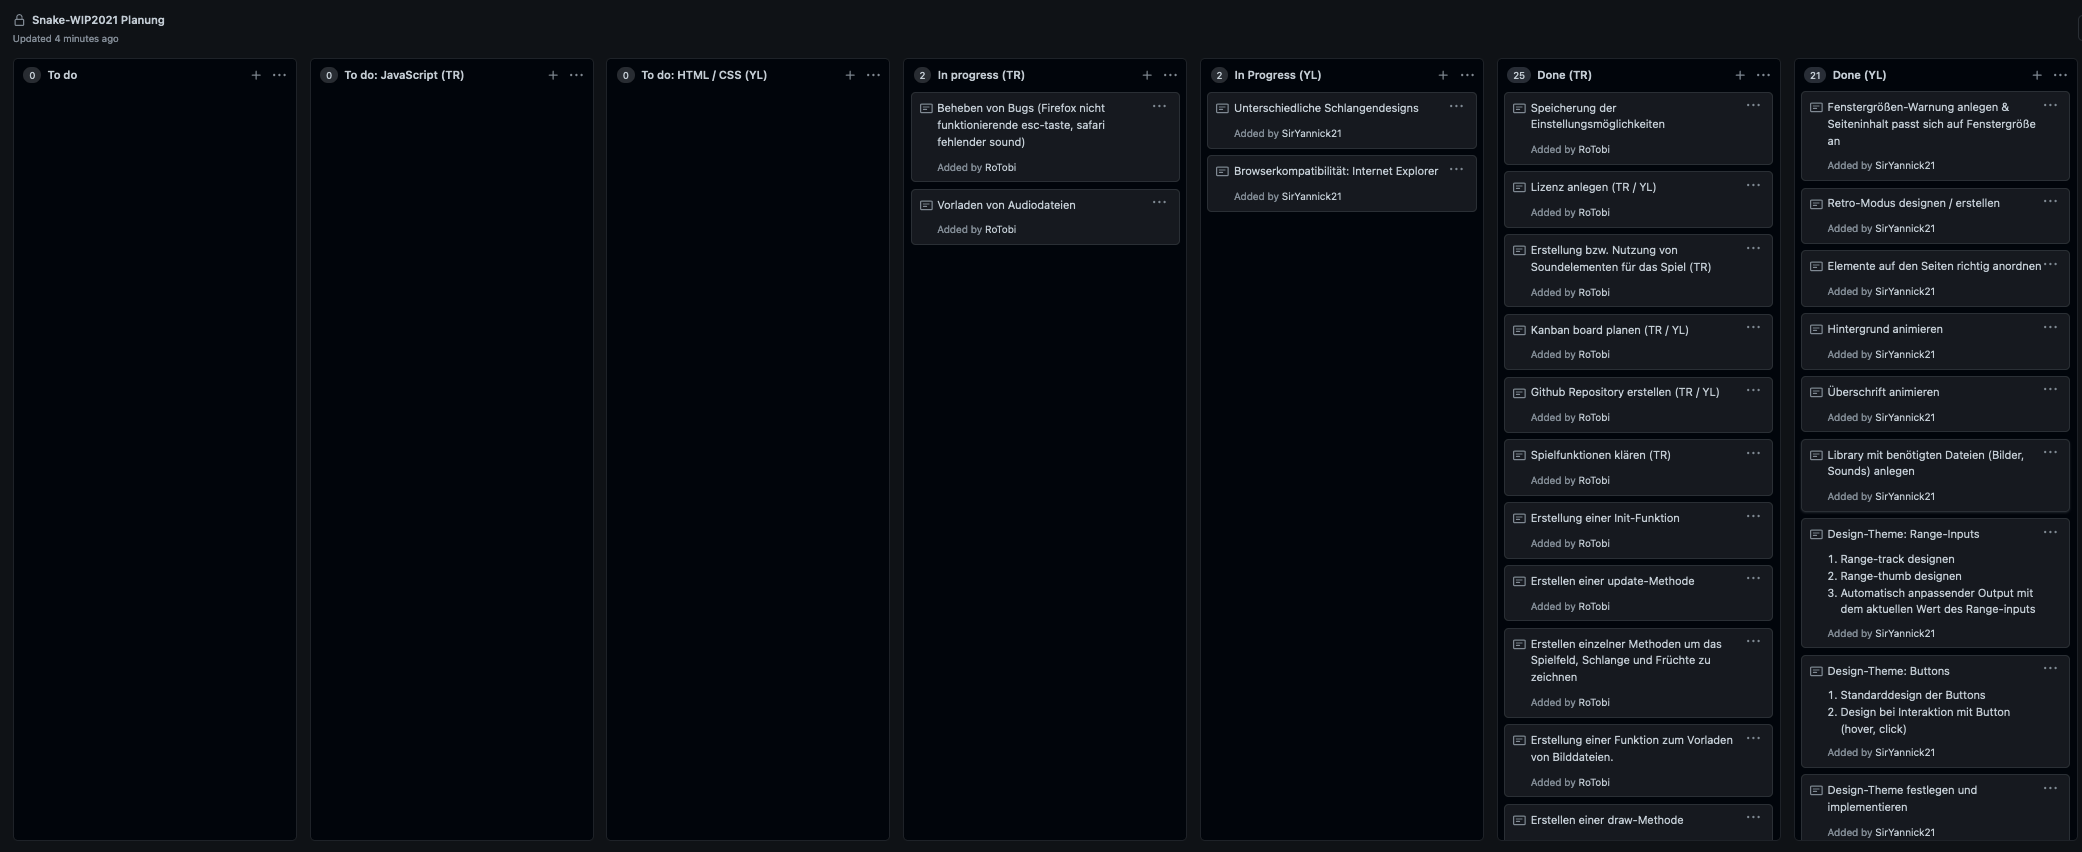 Snake-WIP2021 Planung
Updated 4 minutes ago
0 To do
0 To do: JavaScript (TR)
0 To do: HTML / CSS (YL)
2 In progress (TR)
Beheben von Bugs (Firefox nicht
funktionierende esc-taste, safari
fehlender sound)
Added by RoTobi
Vorladen von Audiodateien
Added by RoTobi
2 In Progress (YL)
Unterschiedliche Schlangendesigns
Added by SirYannick21
Browserkompatibilität: Internet Explorer
Added by SirYannick21
25 Done (TR)
Speicherung der
Einstellungsmöglichkeiten
Added by RoTobi
Lizenz anlegen (TR / YL)
Added by RoTobi
Erstellung bzw. Nutzung von
Soundelementen für das Spiel (TR)
Added by RoTobi
Kanban board planen (TR / YL)
Added by RoTobi
Github Repository erstellen (TR / YL)
Added by RoTobi
Spielfunktionen klären (TR)
Added by RoTobi
Erstellung einer Init-Funktion
Added by RoTobi
Erstellen einer update-Methode
Added by RoTobi
Erstellen einzelner Methoden um das
Spielfeld, Schlange und Früchte zu
zeichnen
Added by RoTobi
Erstellung einer Funktion zum Vorladen
von Bilddateien.
Added by RoTobi
Erstellen einer draw-Methode
21 Done (YL)
Fenstergrößen-Warnung anlegen &
Seiteninhalt passt sich auf Fenstergröße
an
Added by SirYannick21
Retro-Modus designen / erstellen
Added by SirYannick21
Elemente auf den Seiten richtig anordnen
Added by SirYannick21
Hintergrund animieren
Added by SirYannick21
Überschrift animieren
Added by SirYannick21
Library mit benötigten Dateien (Bilder,
Sounds) anlegen
Added by SirYannick21
Design-Theme: Range-Inputs
1. Range-track designen
2. Range-thumb designen
3. Automatisch anpassender Output mit
dem aktuellen Wert des Range-inputs
Added by SirYannick21
Design-Theme: Buttons
1. Standarddesign der Buttons
2. Design bei Interaktion mit Button
(hover, click)
Added by SirYannick21
Design-Theme festlegen und
implementieren
Added by SirYannick21